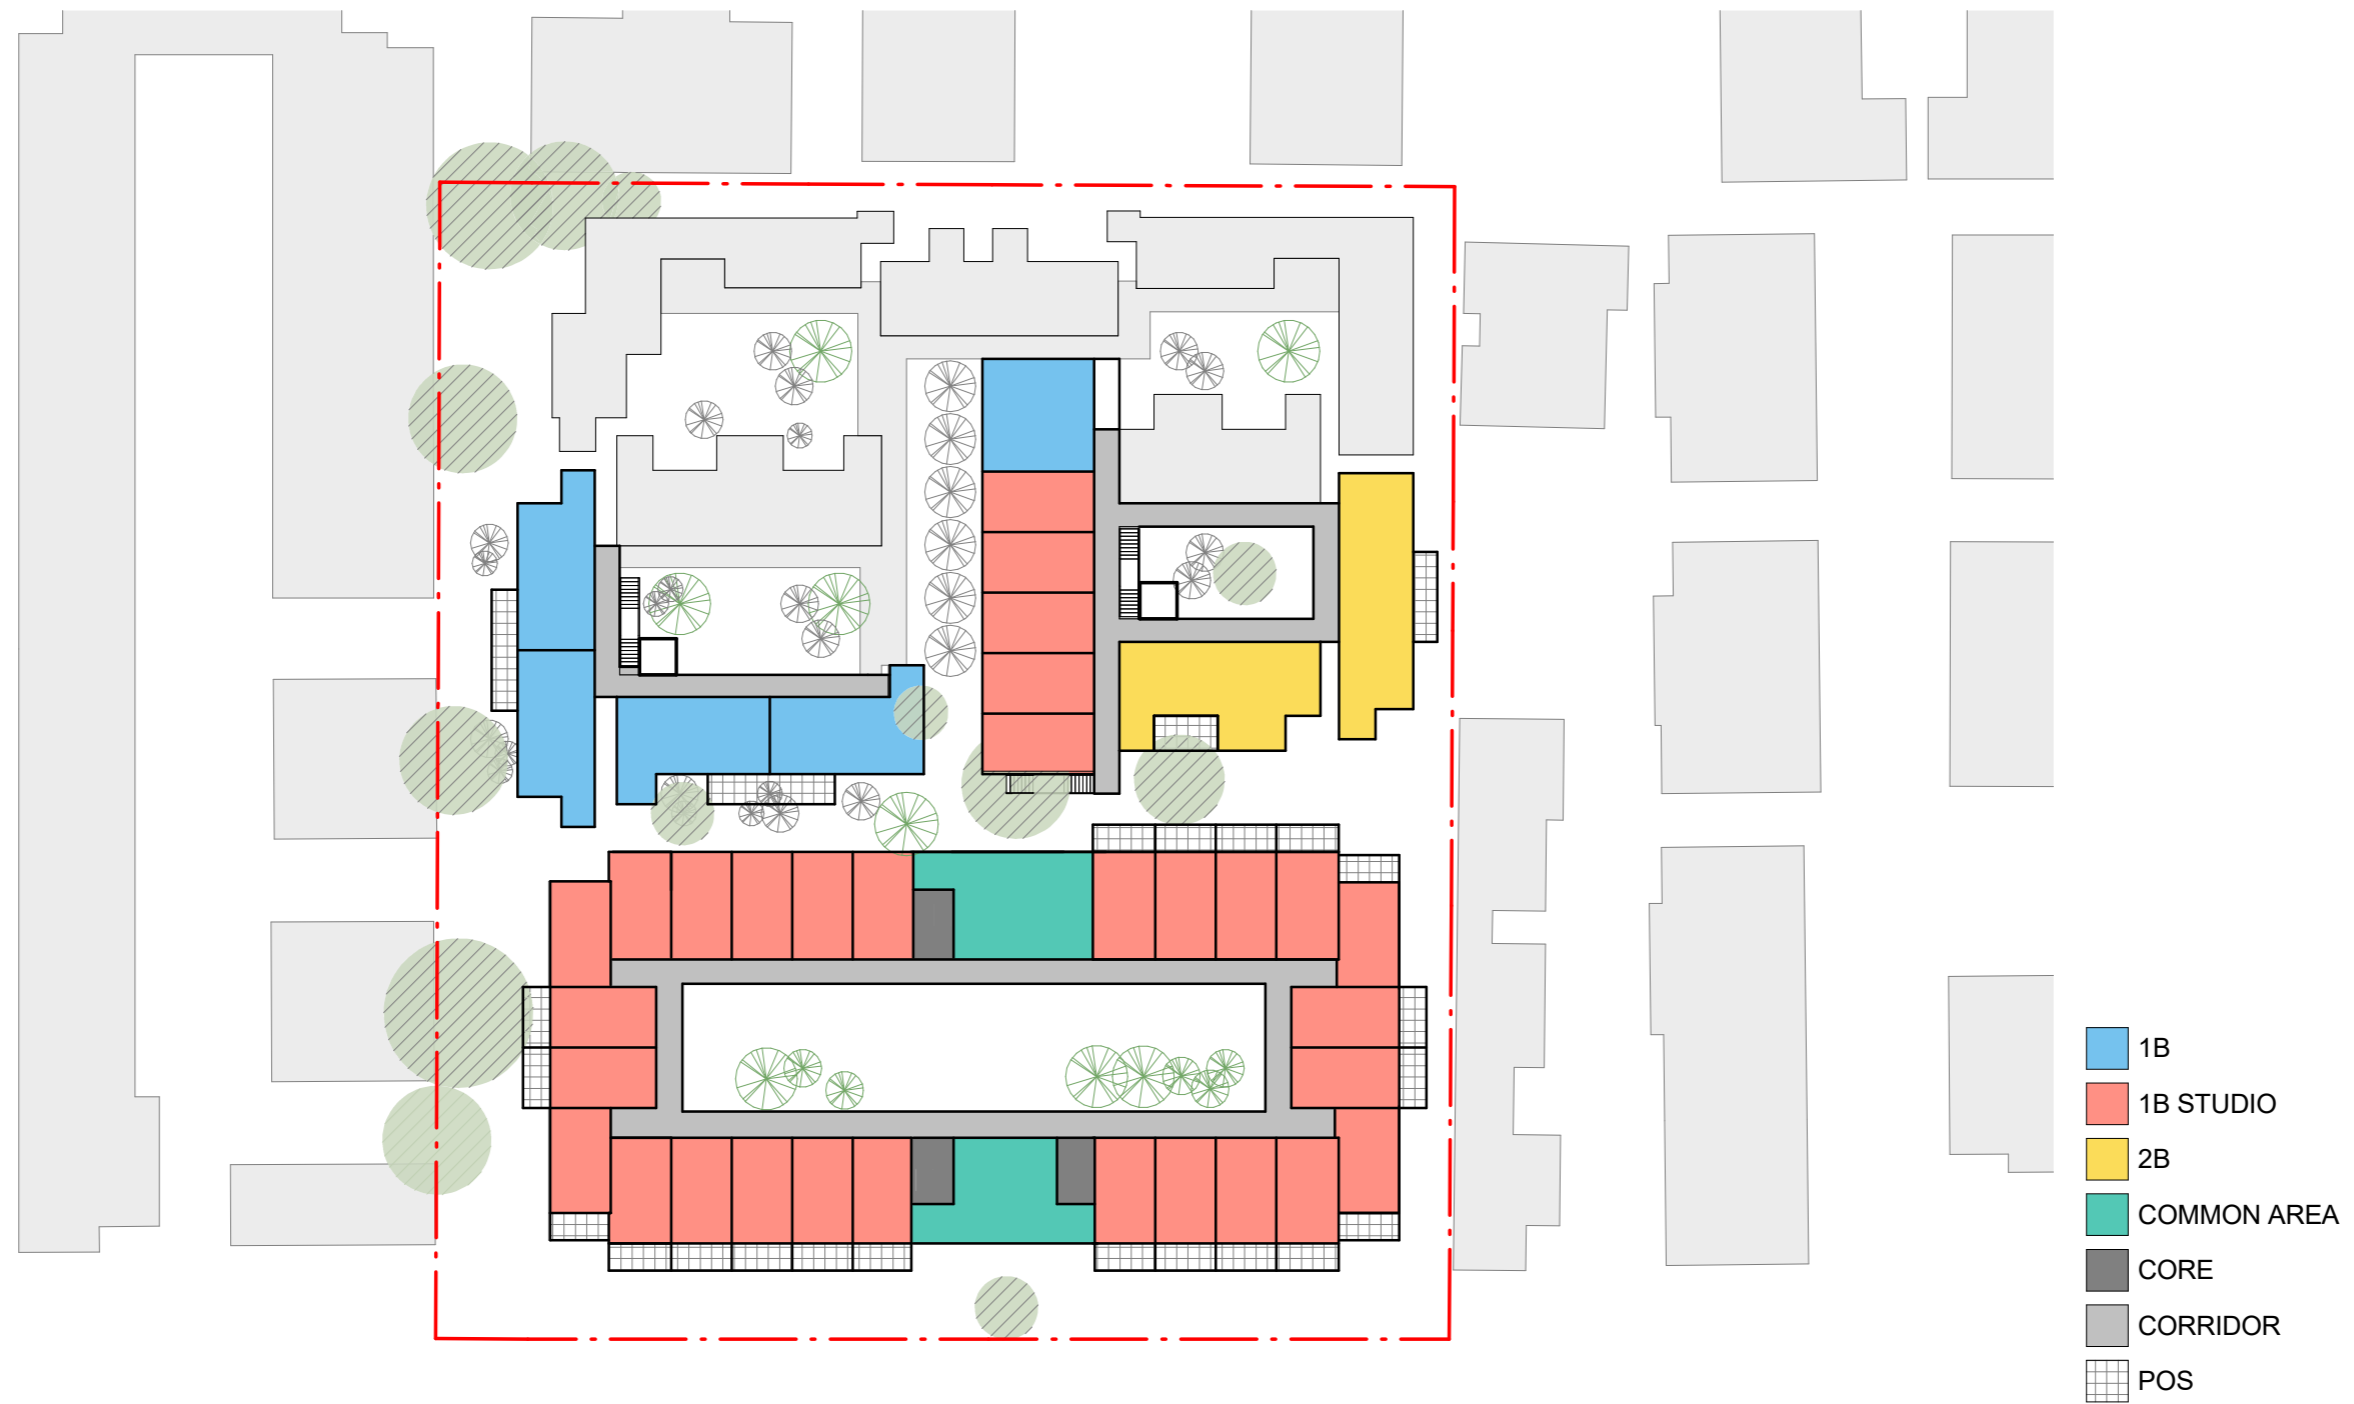 1B
1B STUDIO
2B
COMMON AREA
CORE
CORRIDOR
POS